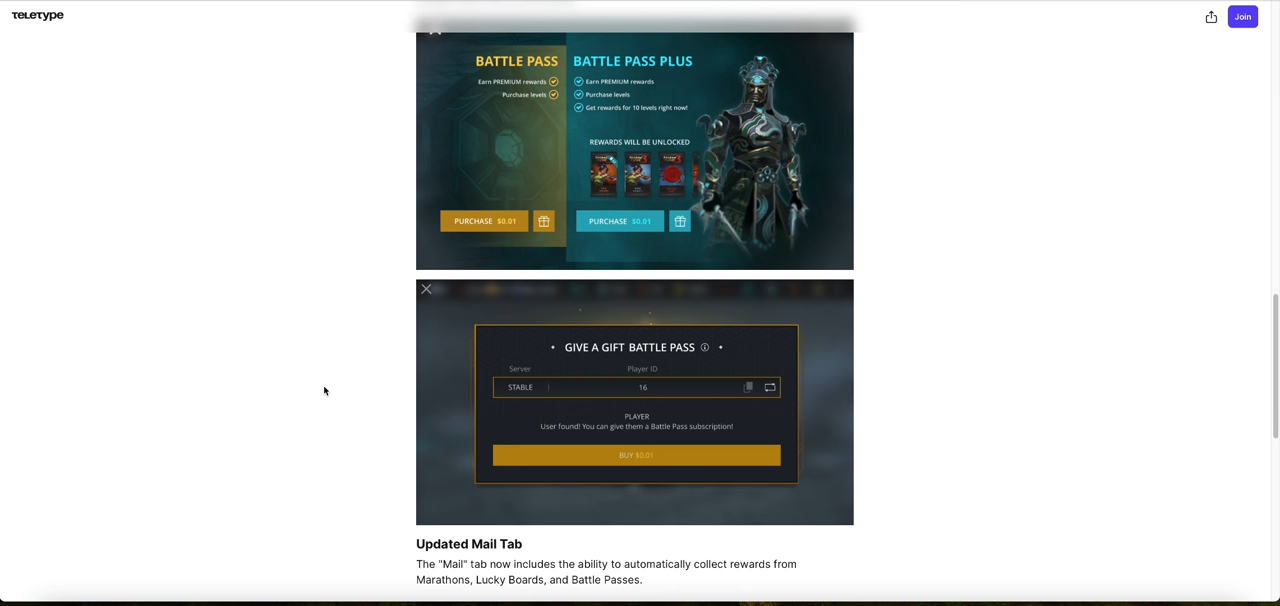 TELETYPE
Join
BATTLE PASS
Earn PREMIUM rewards
Purchase levels
PURCHASE $0.01
BATTLE PASS PLUS
Earn PREMIUM rewards
Purchase levels
Get rewards for 10 levels right now!
REWARDS WILL BE UNLOCKED
PURCHASE $0.01
GIVE A GIFT BATTLE PASS
Server Player ID
STABLE 16
PLAYER
User found! You can give them a Battle Pass subscription!
BUY $0.01
Updated Mail Tab
The "Mail" tab now includes the ability to automatically collect rewards from
Marathons, Lucky Boards, and Battle Passes.